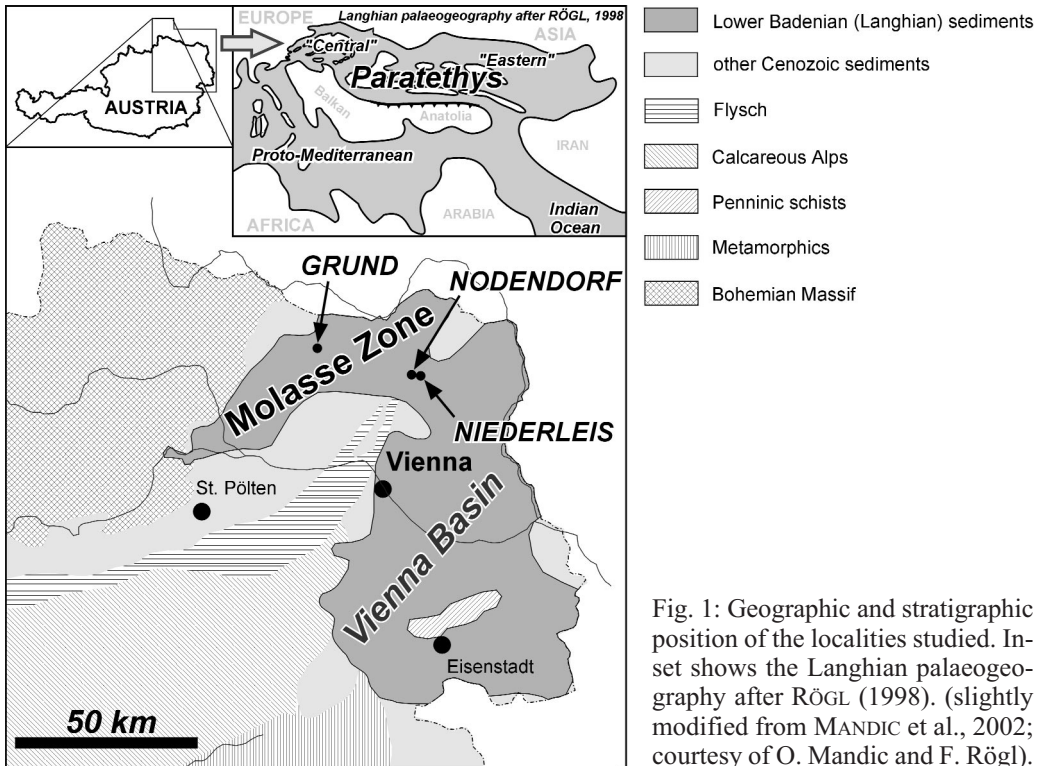 EUROPE
Langhian palaeogeography after RÖGL, 1998
ASIA
"Central"
"Eastern"
Paratethys
AUSTRIA
Balkan
Anatolia
IRAN
Proto-Mediterranean
Indian
Ocean
ARABIA
AFRICA
GRUND
NODENDORF
Molasse Zone
NIEDERLEIS
Vienna
St. Pölten
Vienna Basin
Eisenstadt
50 km
Lower Badenian (Langhian) sediments
other Cenozoic sediments
Flysch
Calcareous Alps
Penninic schists
Metamorphics
Bohemian Massif
Fig. 1: Geographic and stratigraphic
position of the localities studied. In-
set shows the Langhian palaeogeo-
graphy after RÖGL (1998). (slightly
modified from MANDIC et al., 2002;
courtesy of O. Mandic and F. Rögl).